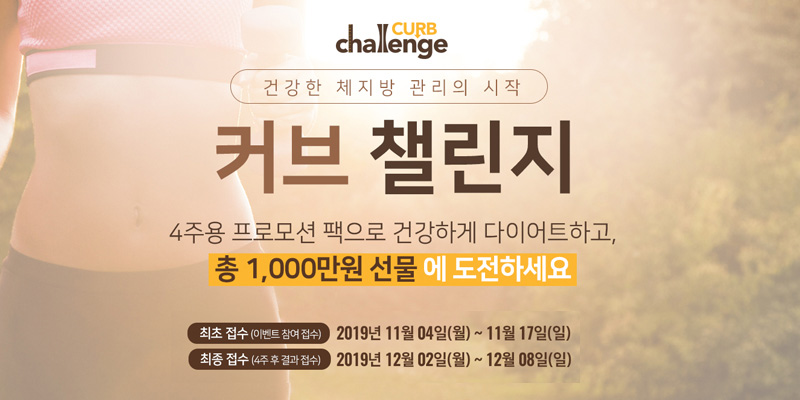 CURB
challenge
건강한 체지방 관리의 시작
커브 챌린지
4주용 프로모션 팩으로 건강하게 다이어트하고,
총 1,000만원 선물 에 도전하세요
최초 접수 (이벤트 참여 접수) 2019년 11월 04일(월) ~ 11월 17일(일)
최종 접수 (4주 후 결과 접수) 2019년 12월 02일(월) ~ 12월 08일(일)